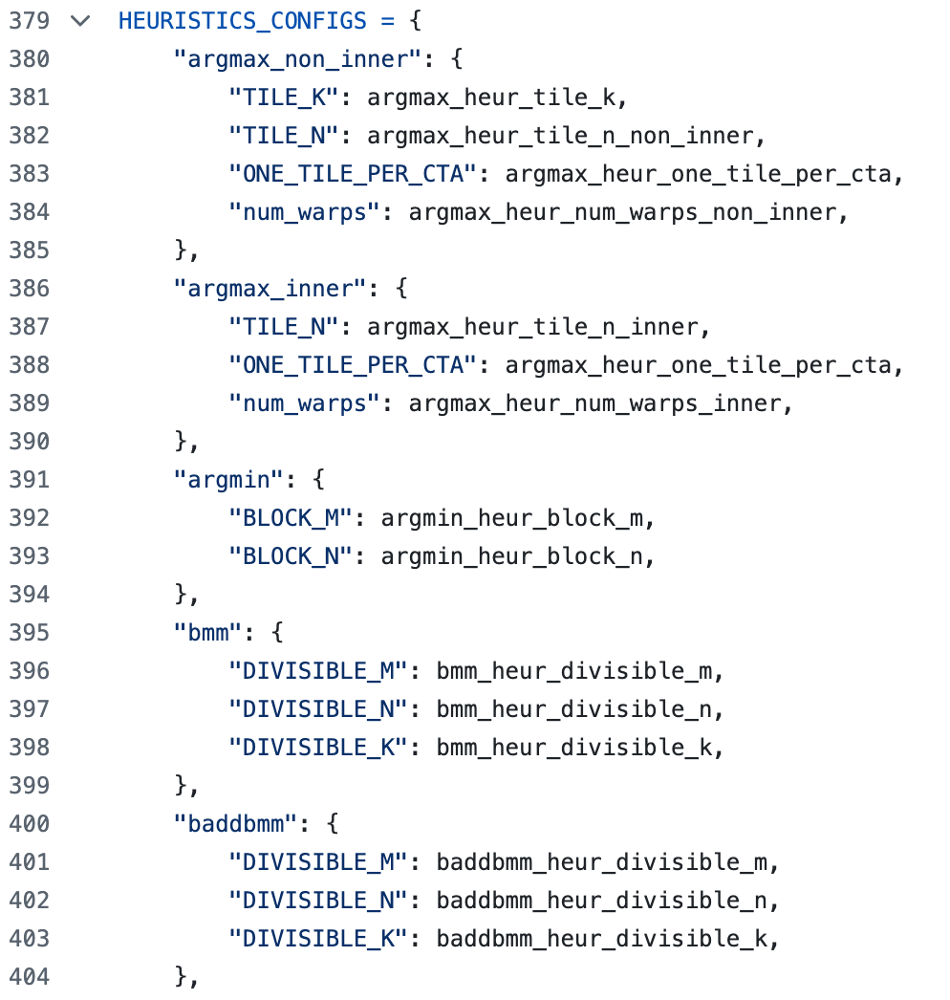 379 HEURISTICS_CONFIGS = {
380     "argmax_non_inner": {
381         "TILE_K": argmax_heur_tile_k,
382         "TILE_N": argmax_heur_tile_n_non_inner,
383         "ONE_TILE_PER_CTA": argmax_heur_one_tile_per_cta,
384         "num_warps": argmax_heur_num_warps_non_inner,
385     },
386     "argmax_inner": {
387         "TILE_N": argmax_heur_tile_n_inner,
388         "ONE_TILE_PER_CTA": argmax_heur_one_tile_per_cta,
389         "num_warps": argmax_heur_num_warps_inner,
390     },
391     "argmin": {
392         "BLOCK_M": argmin_heur_block_m,
393         "BLOCK_N": argmin_heur_block_n,
394     },
395     "bmm": {
396         "DIVISIBLE_M": bmm_heur_divisible_m,
397         "DIVISIBLE_N": bmm_heur_divisible_n,
398         "DIVISIBLE_K": bmm_heur_divisible_k,
399     },
400     "baddbmm": {
401         "DIVISIBLE_M": baddbmm_heur_divisible_m,
402         "DIVISIBLE_N": baddbmm_heur_divisible_n,
403         "DIVISIBLE_K": baddbmm_heur_divisible_k,
404     },